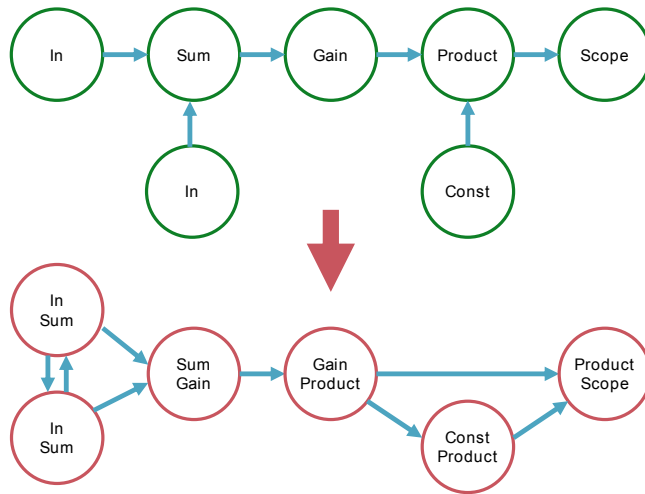 In
Sum
Gain
Product
Scope
In
Const
In
Sum
Sum
Gain
Gain
Product
Product
Scope
In
Sum
Const
Product